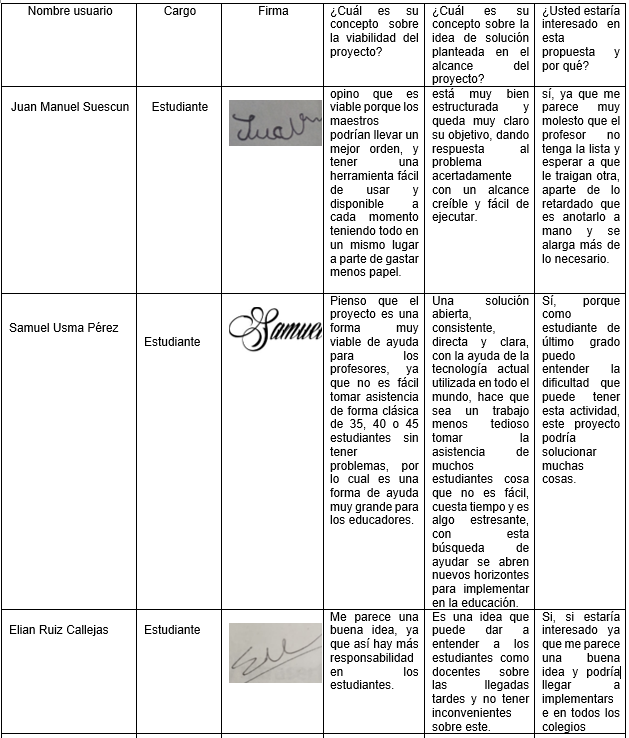 Nombre usuario
Cargo
Firma
¿Cuál es su
concepto sobre
la viabilidad del
proyecto?
¿Cuál es su
concepto sobre la
idea de solución
planteada en el
alcance del
proyecto?
¿Usted estaría
interesado en
esta
propuesta y
por qué?
Juan Manuel Suescun
Estudiante
Juan
opino que es
viable porque los
maestros
podrían llevar un
mejor orden, y
tener una
herramienta fácil
de usar y
disponible a
cada momento
teniendo todo en
un mismo lugar
a parte de gastar
menos papel.
está muy bien
estructurada y
queda muy claro
su objetivo, dando
respuesta al
problema
acertadamente
con un alcance
creíble y fácil de
ejecutar.
sí, ya que me
parece muy
molesto que el
profesor no
tenga la lista y
esperar a que
le traigan otra,
aparte de lo
retardado que
es anotarlo a
mano y se
alarga más de
lo necesario.
Samuel Usma Pérez
Estudiante
Samuel
Pienso que el
proyecto es una
forma muy
viable de ayuda
para los
profesores, ya
que no es fácil
tomar asistencia
de forma clásica
de 35, 40 o 45
estudiantes sin
tener
problemas, por
lo cual es una
forma de ayuda
muy grande para
los educadores.
Una solución
abierta,
consistente,
directa y clara,
con la ayuda de la
tecnología actual
utilizada en todo el
mundo, hace que
sea un trabajo
menos tedioso
tomar la
asistencia de
muchos
estudiantes cosa
que no es fácil,
cuesta tiempo y es
algo estresante,
con esta
búsqueda de
ayudar se abren
nuevos horizontes
para implementar
en la educación.
Sí, porque
como
estudiante de
último grado
puedo
entender la
dificultad que
puede tener
esta actividad,
este proyecto
podría
solucionar
muchas
cosas.
Elian Ruiz Callejas
Estudiante
Me parece una
buena idea, ya
que así hay más
responsabilidad
en los
estudiantes.
Es una idea que
puede dar a
entender a los
estudiantes como
docentes sobre
las llegadas
tardes y no tener
inconvenientes
sobre este.
Si, si estaría
interesado ya
que me parece
una buena
idea y podría
llegar a
implementars
e en todos los
colegios